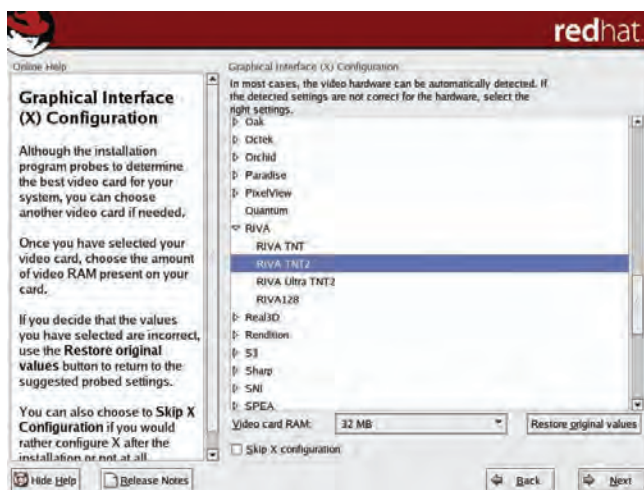 redhat.
Online Help
Graphical Interface
(X) Configuration
Although the installation
program probes to determine
the best video card for your
system, you can choose
another video card if needed.
Once you have selected your
video card, choose the amount
of video RAM present on your
card.
If you decide that the values
you have selected are incorrect,
use the Restore original
values button to return to the
suggested probed settings.
You can also choose to Skip X
Configuration if you would
rather configure X after the
installation or not at all.
Graphical Interface (X) Configuration
In most cases, the video hardware can be automatically detected. If
the detected settings are not correct for the hardware, select the
right settings.
Oak
Octek
Orchid
Paradise
PixelView
Quantum
RIVA
RIVA TNT
RIVA TNT2
RIVA Ultra TNT2
RIVA128
Real3D
Rendition
S3
Sharp
SNI
SPEA
Video card RAM: 32 MB Restore original values
Skip X configuration
Hide Help Release Notes Back Next